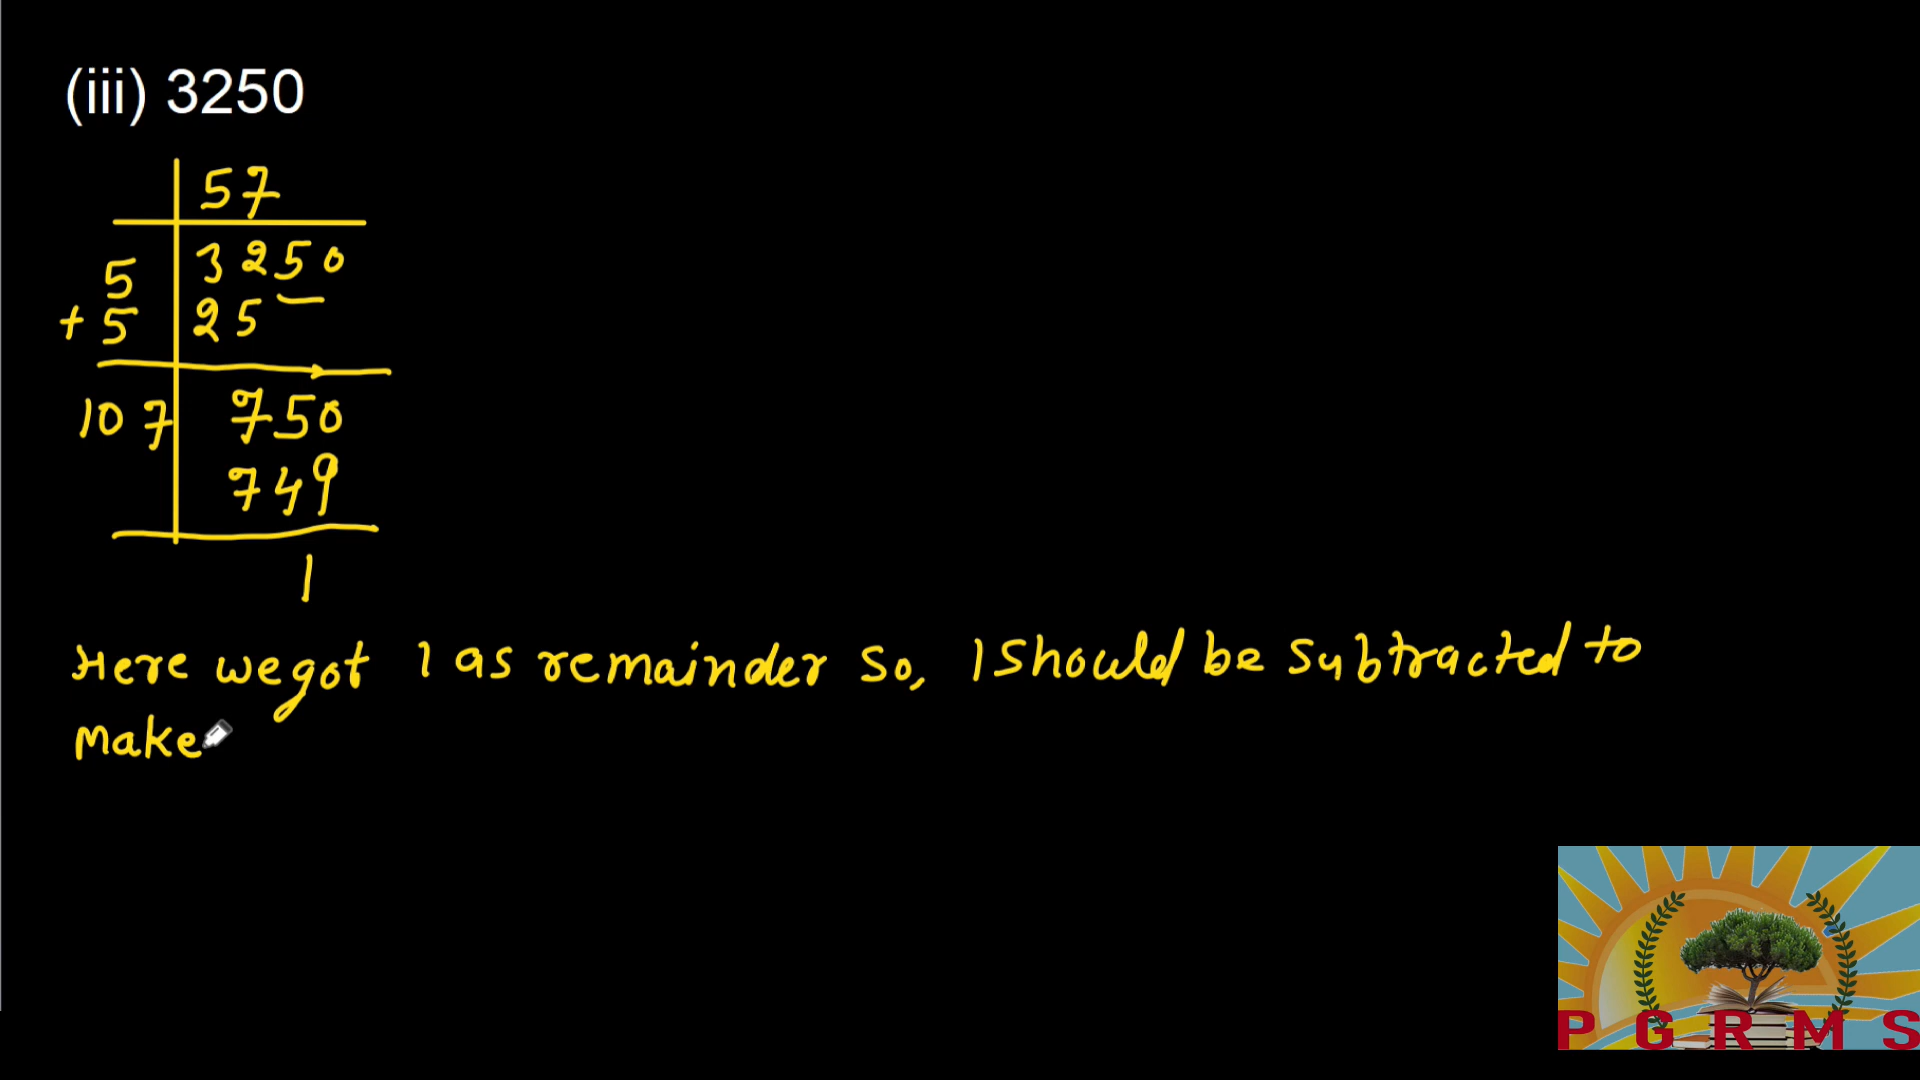 (iii) 3250
57
5 3250
+ 5 25
107 750
749
1
Here we got 1 as remainder so, 1 should be subtracted to
make
P G R M S